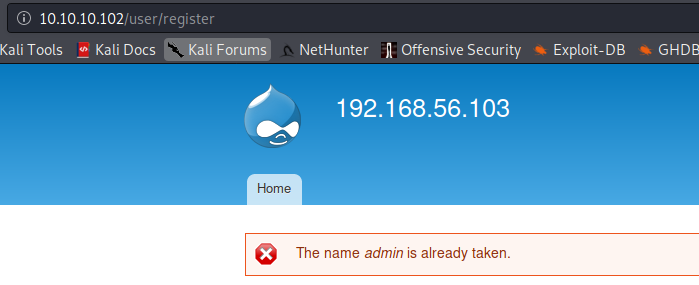 10.10.10.102/user/register
Kali Tools Kali Docs Kali Forums NetHunter Offensive Security Exploit-DB GHDB
192.168.56.103
Home
The name admin is already taken.